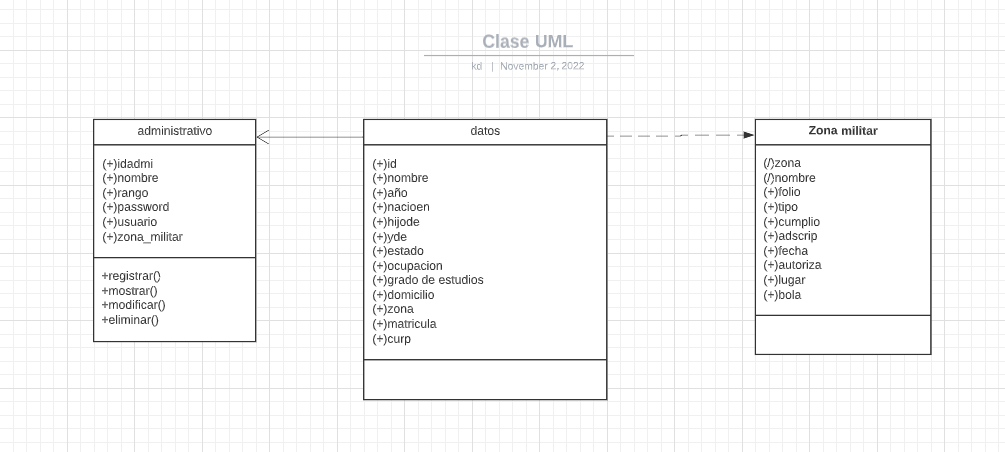 Clase UML
kd | November 2, 2022
administrativo
(+)idadmi
(+)nombre
(+)rango
(+)password
(+)usuario
(+)zona_militar
+registrar()
+mostrar()
+modificar()
+eliminar()
datos
(+)id
(+)nombre
(+)año
(+)nacioen
(+)hijode
(+)yde
(+)estado
(+)ocupacion
(+)grado de estudios
(+)domicilio
(+)zona
(+)matricula
(+)curp
Zona militar
(/)zona
(/)nombre
(+)folio
(+)tipo
(+)cumplio
(+)adscrip
(+)fecha
(+)autoriza
(+)lugar
(+)bola